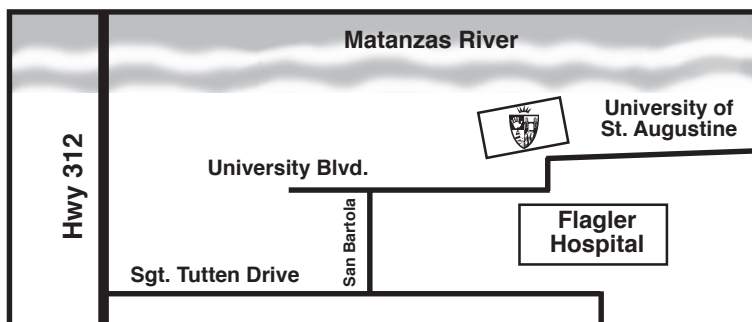 Matanzas River
University of
St. Augustine
Hwy 312
University Blvd.
San Bartola
Flagler
Hospital
Sgt. Tutten Drive